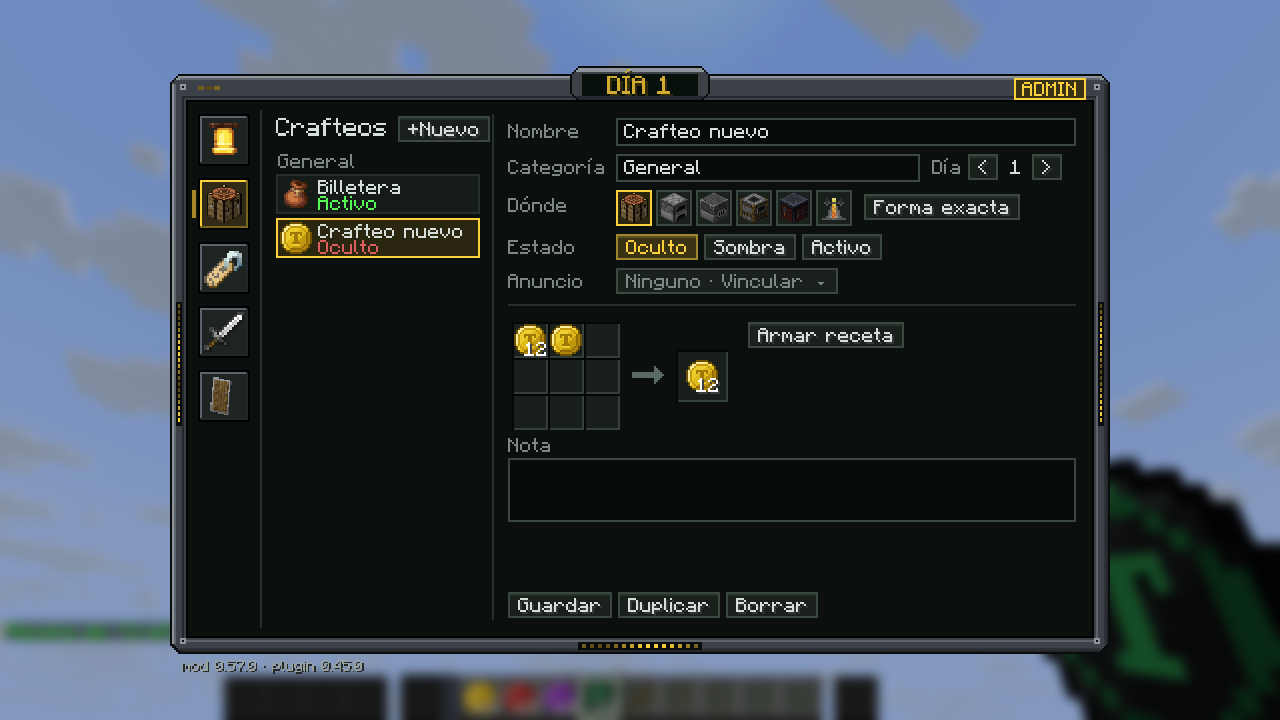 DÍA 1
ADMIN
Crafteos
+Nuevo
General
Billetera
Activo
Crafteo nuevo
Oculto
Nombre
Crafteo nuevo
Categoría
General
Día
<
1
>
Dónde
Forma exacta
Estado
Oculto
Sombra
Activo
Anuncio
Ninguno · Vincular
12
12
Armar receta
Nota
Guardar
Duplicar
Borrar
mod 0.57.0 · plugin 0.45.0